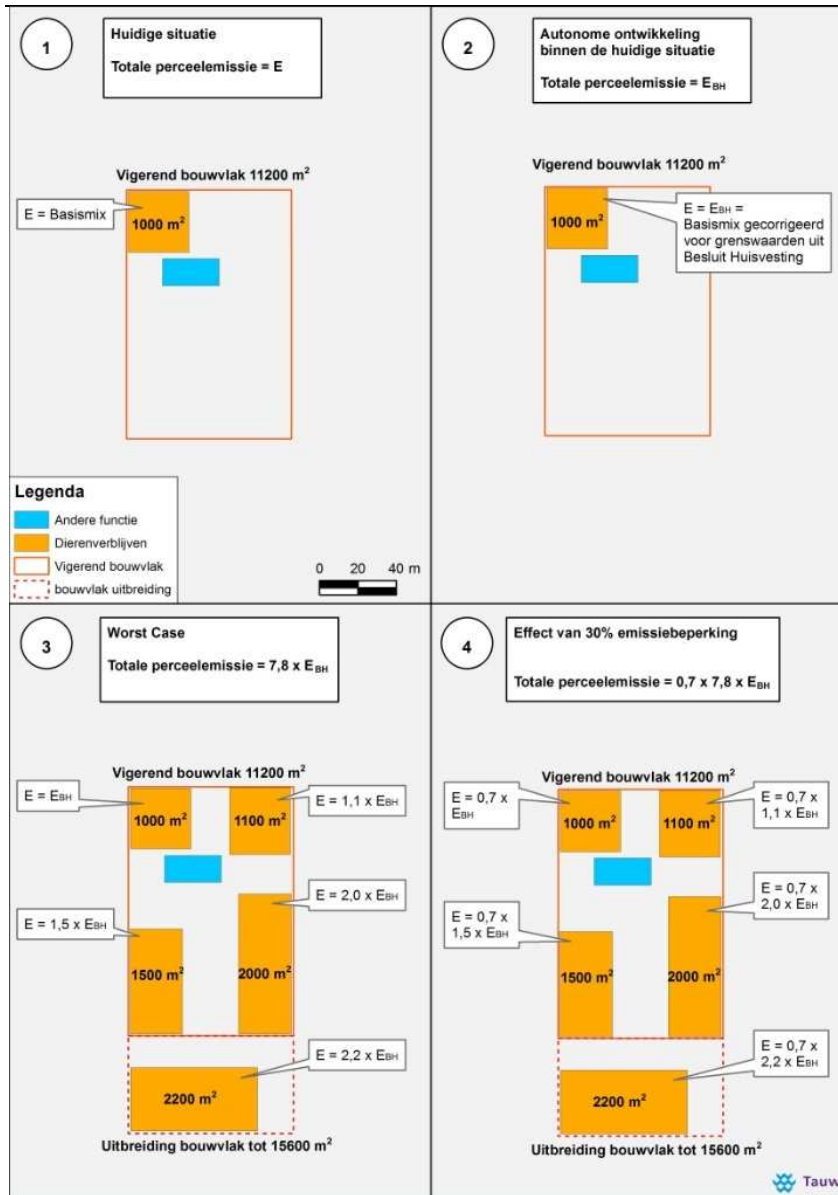 1
Huidige situatie
Totale perceelemissie = E
Vigerend bouwvlak 11200 m²
E = Basismix
1000 m²
Legenda
Andere functie
Dierenverblijven
Vigerend bouwvlak
bouwvlak uitbreiding
0 20 40 m
2
Autonome ontwikkeling
binnen de huidige situatie
Totale perceelemissie = EBH
Vigerend bouwvlak 11200 m²
1000 m²
E = EBH =
Basismix gecorrigeerd
voor grenswaarden uit
Besluit Huisvesting
3
Worst Case
Totale perceelemissie = 7,8 x EBH
Vigerend bouwvlak 11200 m²
E = EBH
1000 m²
1100 m²
E = 1,1 x EBH
E = 1,5 x EBH
E = 2,0 x EBH
1500 m²
2000 m²
E = 2,2 x EBH
2200 m²
Uitbreiding bouwvlak tot 15600 m²
4
Effect van 30% emissiebeperking
Totale perceelemissie = 0,7 x 7,8 x EBH
Vigerend bouwvlak 11200 m²
E = 0,7 x
EBH
1000 m²
1100 m²
E = 0,7 x
1,1 x EBH
E = 0,7 x
1,5 x EBH
E = 0,7 x
2,0 x EBH
1500 m²
2000 m²
E = 0,7 x
2,2 x EBH
2200 m²
Uitbreiding bouwvlak tot 15600 m²
Tauw